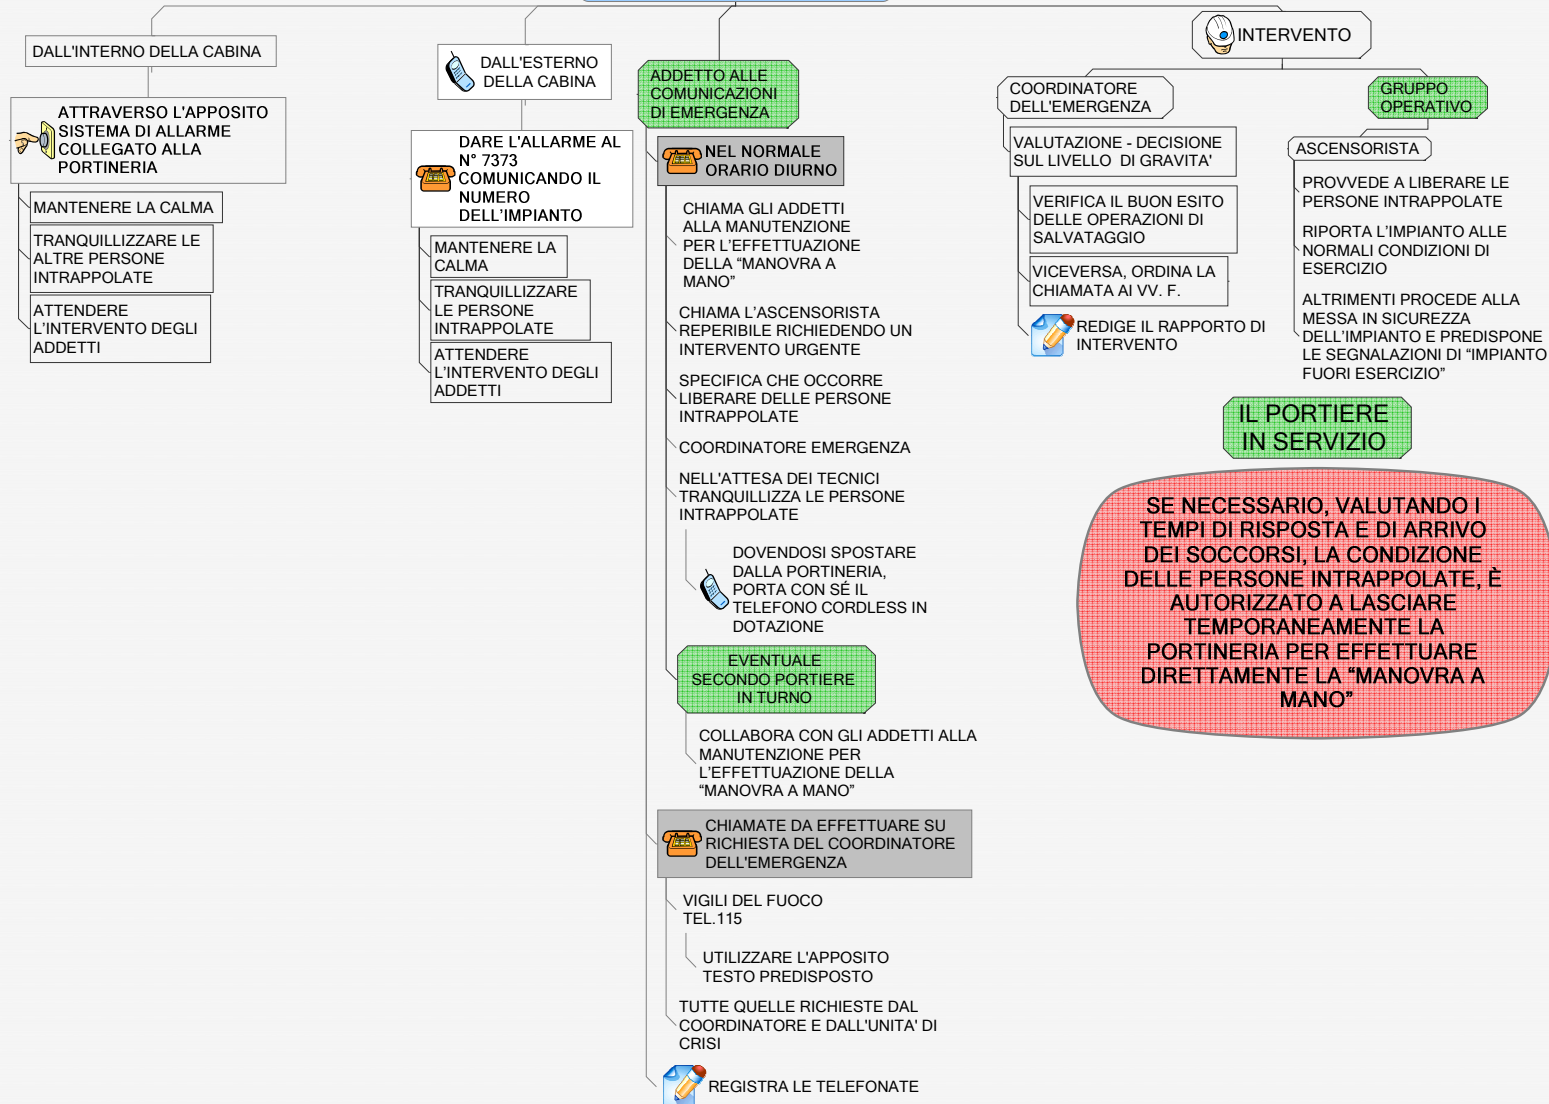 DALL'INTERNO DELLA CABINA
ATTRAVERSO L'APPOSITO
SISTEMA DI ALLARME
COLLEGATO ALLA
PORTINERIA
MANTENERE LA CALMA
TRANQUILLIZZARE LE
ALTRE PERSONE
INTRAPPOLATE
ATTENDERE
L'INTERVENTO DEGLI
ADDETTI
DALL'ESTERNO
DELLA CABINA
DARE L'ALLARME AL
N° 7373
COMUNICANDO IL
NUMERO
DELL'IMPIANTO
MANTENERE LA
CALMA
TRANQUILLIZZARE
LE PERSONE
INTRAPPOLATE
ATTENDERE
L'INTERVENTO DEGLI
ADDETTI
ADDETTO ALLE
COMUNICAZIONI
DI EMERGENZA
NEL NORMALE
ORARIO DIURNO
CHIAMA GLI ADDETTI
ALLA MANUTENZIONE
PER L'EFFETTUAZIONE
DELLA “MANOVRA A
MANO”
CHIAMA L'ASCENSORISTA
REPERIBILE RICHIEDENDO UN
INTERVENTO URGENTE
SPECIFICA CHE OCCORRE
LIBERARE DELLE PERSONE
INTRAPPOLATE
COORDINATORE EMERGENZA
NELL'ATTESA DEI TECNICI
TRANQUILLIZZA LE PERSONE
INTRAPPOLATE
DOVENDOSI SPOSTARE
DALLA PORTINERIA,
PORTA CON SÉ IL
TELEFONO CORDLESS IN
DOTAZIONE
EVENTUALE
SECONDO PORTIERE
IN TURNO
COLLABORA CON GLI ADDETTI ALLA
MANUTENZIONE PER
L'EFFETTUAZIONE DELLA
“MANOVRA A MANO”
CHIAMATE DA EFFETTUARE SU
RICHIESTA DEL COORDINATORE
DELL'EMERGENZA
VIGILI DEL FUOCO
TEL.115
UTILIZZARE L'APPOSITO
TESTO PREDISPOSTO
TUTTE QUELLE RICHIESTE DAL
COORDINATORE E DALL'UNITA' DI
CRISI
REGISTRA LE TELEFONATE
INTERVENTO
COORDINATORE
DELL'EMERGENZA
VALUTAZIONE - DECISIONE
SUL LIVELLO DI GRAVITA'
VERIFICA IL BUON ESITO
DELLE OPERAZIONI DI
SALVATAGGIO
VICEVERSA, ORDINA LA
CHIAMATA AI VV. F.
REDIGE IL RAPPORTO DI
INTERVENTO
GRUPPO
OPERATIVO
ASCENSORISTA
PROVVEDE A LIBERARE LE
PERSONE INTRAPPOLATE
RIPORTA L'IMPIANTO ALLE
NORMALI CONDIZIONI DI
ESERCIZIO
ALTRIMENTI PROCEDE ALLA
MESSA IN SICUREZZA
DELL'IMPIANTO E PREDISPONE
LE SEGNALAZIONI DI “IMPIANTO
FUORI ESERCIZIO”
IL PORTIERE
IN SERVIZIO
SE NECESSARIO, VALUTANDO I
TEMPI DI RISPOSTA E DI ARRIVO
DEI SOCCORSI, LA CONDIZIONE
DELLE PERSONE INTRAPPOLATE, È
AUTORIZZATO A LASCIARE
TEMPORANEAMENTE LA
PORTINERIA PER EFFETTUARE
DIRETTAMENTE LA “MANOVRA A
MANO”